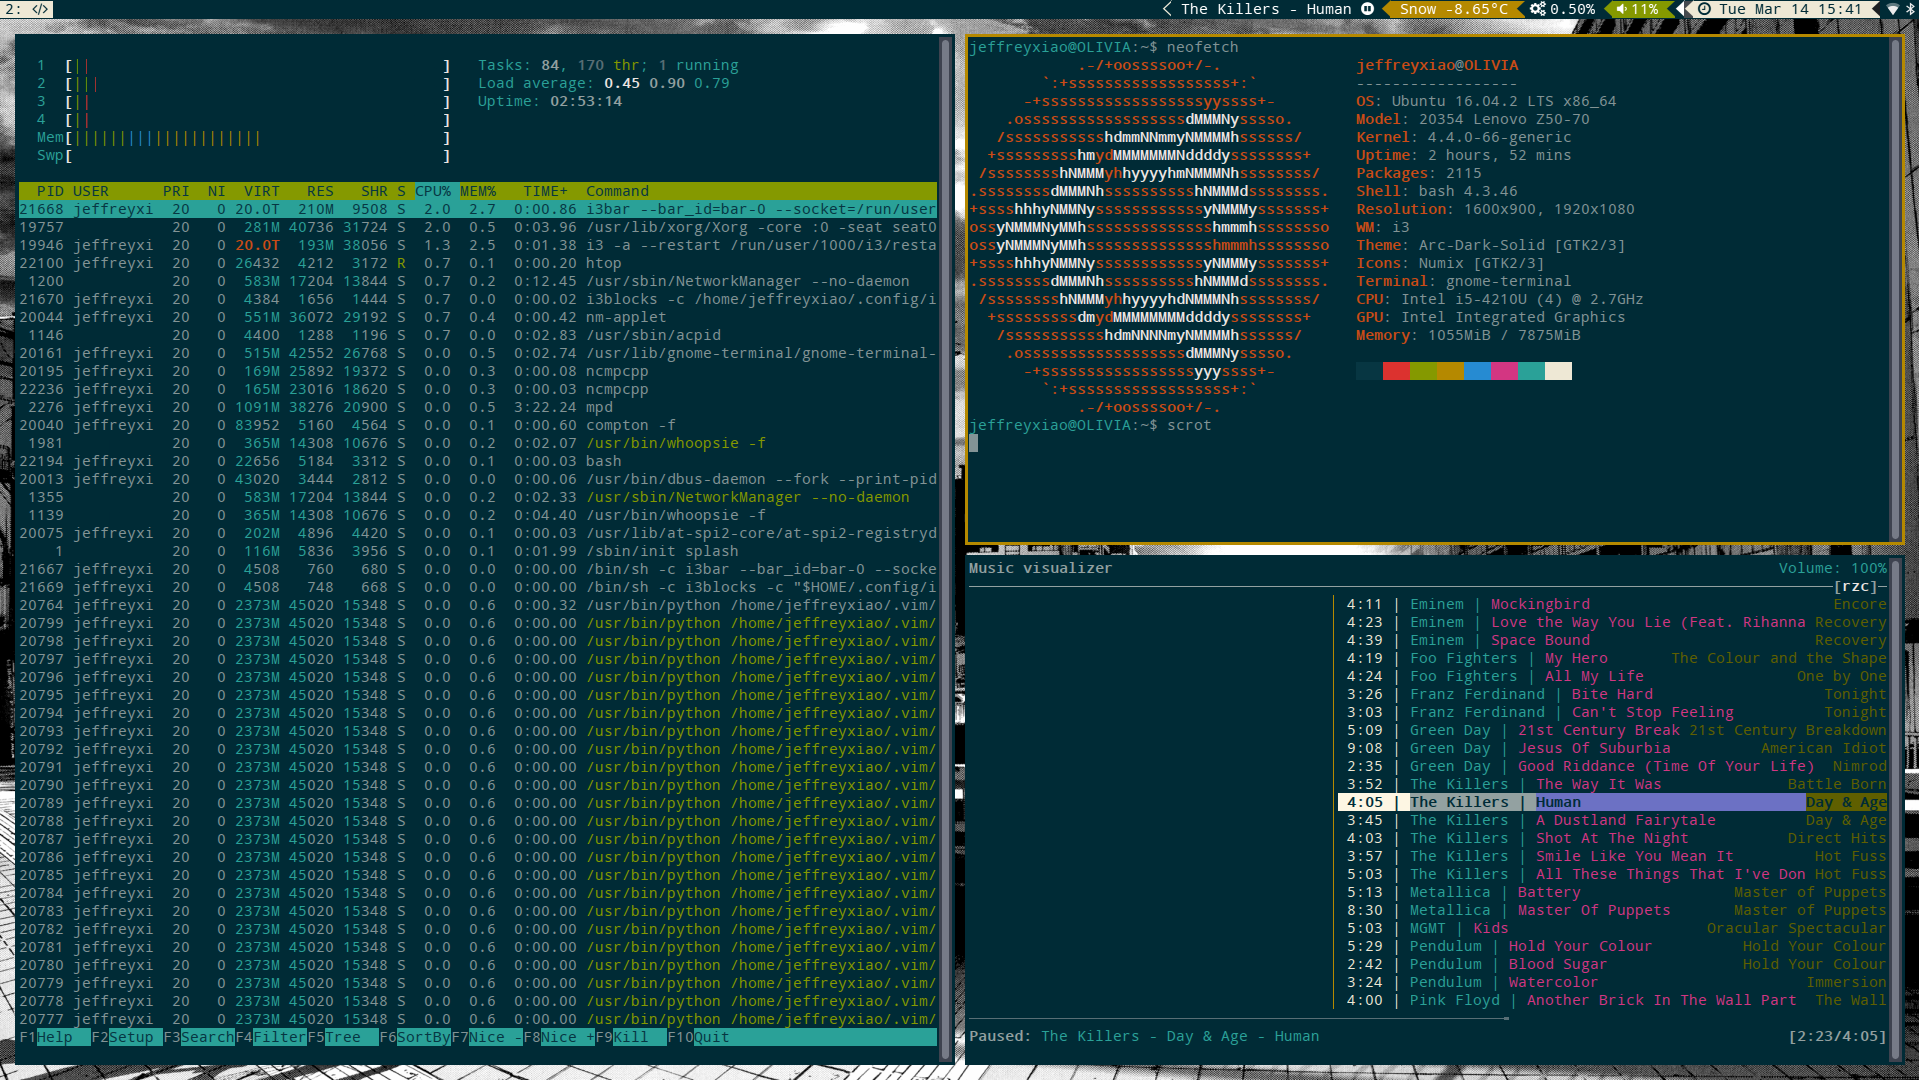 2: </>
The Killers - Human
Snow -8.65°C
0.50%
11%
Tue Mar 14 15:41
1 [|| ]
2 [||| ]
3 [|| ]
4 [|| ]
Mem[||||||||||||||||||||| ]
Swp[ ]
Tasks: 84, 170 thr; 1 running
Load average: 0.45 0.90 0.79
Uptime: 02:53:14
PID USER PRI NI VIRT RES SHR S CPU% MEM% TIME+ Command
21668 jeffreyxi 20 0 20.0T 210M 9508 S 2.0 2.7 0:00.86 i3bar --bar_id=bar-0 --socket=/run/user
19757 20 0 281M 40736 31724 S 2.0 0.5 0:03.96 /usr/lib/xorg/Xorg -core :0 -seat seat0
19946 jeffreyxi 20 0 20.0T 193M 38056 S 1.3 2.5 0:01.38 i3 -a --restart /run/user/1000/i3/resta
22100 jeffreyxi 20 0 26432 4212 3172 R 0.7 0.1 0:00.20 htop
1200 20 0 583M 17204 13844 S 0.7 0.2 0:12.45 /usr/sbin/NetworkManager --no-daemon
21670 jeffreyxi 20 0 4384 1656 1444 S 0.7 0.0 0:00.02 i3blocks -c /home/jeffreyxiao/.config/i
20044 jeffreyxi 20 0 551M 36072 29192 S 0.7 0.4 0:00.42 nm-applet
1146 20 0 4400 1288 1196 S 0.7 0.0 0:02.83 /usr/sbin/acpid
20161 jeffreyxi 20 0 515M 42552 26768 S 0.0 0.5 0:02.74 /usr/lib/gnome-terminal/gnome-terminal-
20195 jeffreyxi 20 0 169M 25892 19372 S 0.0 0.3 0:00.08 ncmpcpp
22236 jeffreyxi 20 0 165M 23016 18620 S 0.0 0.3 0:00.03 ncmpcpp
2276 jeffreyxi 20 0 1091M 38276 20900 S 0.0 0.5 3:22.24 mpd
20040 jeffreyxi 20 0 83952 5160 4564 S 0.0 0.1 0:00.60 compton -f
1981 20 0 365M 14308 10676 S 0.0 0.2 0:02.07 /usr/bin/whoopsie -f
22194 jeffreyxi 20 0 22656 5184 3312 S 0.0 0.1 0:00.03 bash
20013 jeffreyxi 20 0 43020 3444 2812 S 0.0 0.0 0:00.06 /usr/bin/dbus-daemon --fork --print-pid
1355 20 0 583M 17204 13844 S 0.0 0.2 0:02.33 /usr/sbin/NetworkManager --no-daemon
1139 20 0 365M 14308 10676 S 0.0 0.2 0:04.40 /usr/bin/whoopsie -f
20075 jeffreyxi 20 0 202M 4896 4420 S 0.0 0.1 0:00.03 /usr/lib/at-spi2-core/at-spi2-registryd
1 20 0 116M 5836 3956 S 0.0 0.1 0:01.99 /sbin/init splash
21667 jeffreyxi 20 0 4508 760 680 S 0.0 0.0 0:00.00 /bin/sh -c i3bar --bar_id=bar-0 --socke
21669 jeffreyxi 20 0 4508 748 668 S 0.0 0.0 0:00.00 /bin/sh -c i3blocks -c "$HOME/.config/i
20764 jeffreyxi 20 0 2373M 45020 15348 S 0.0 0.6 0:00.32 /usr/bin/python /home/jeffreyxiao/.vim/
20799 jeffreyxi 20 0 2373M 45020 15348 S 0.0 0.6 0:00.00 /usr/bin/python /home/jeffreyxiao/.vim/
20798 jeffreyxi 20 0 2373M 45020 15348 S 0.0 0.6 0:00.00 /usr/bin/python /home/jeffreyxiao/.vim/
20797 jeffreyxi 20 0 2373M 45020 15348 S 0.0 0.6 0:00.00 /usr/bin/python /home/jeffreyxiao/.vim/
20796 jeffreyxi 20 0 2373M 45020 15348 S 0.0 0.6 0:00.00 /usr/bin/python /home/jeffreyxiao/.vim/
20795 jeffreyxi 20 0 2373M 45020 15348 S 0.0 0.6 0:00.00 /usr/bin/python /home/jeffreyxiao/.vim/
20794 jeffreyxi 20 0 2373M 45020 15348 S 0.0 0.6 0:00.00 /usr/bin/python /home/jeffreyxiao/.vim/
20793 jeffreyxi 20 0 2373M 45020 15348 S 0.0 0.6 0:00.00 /usr/bin/python /home/jeffreyxiao/.vim/
20792 jeffreyxi 20 0 2373M 45020 15348 S 0.0 0.6 0:00.00 /usr/bin/python /home/jeffreyxiao/.vim/
20791 jeffreyxi 20 0 2373M 45020 15348 S 0.0 0.6 0:00.00 /usr/bin/python /home/jeffreyxiao/.vim/
20790 jeffreyxi 20 0 2373M 45020 15348 S 0.0 0.6 0:00.00 /usr/bin/python /home/jeffreyxiao/.vim/
20789 jeffreyxi 20 0 2373M 45020 15348 S 0.0 0.6 0:00.00 /usr/bin/python /home/jeffreyxiao/.vim/
20788 jeffreyxi 20 0 2373M 45020 15348 S 0.0 0.6 0:00.00 /usr/bin/python /home/jeffreyxiao/.vim/
20787 jeffreyxi 20 0 2373M 45020 15348 S 0.0 0.6 0:00.00 /usr/bin/python /home/jeffreyxiao/.vim/
20786 jeffreyxi 20 0 2373M 45020 15348 S 0.0 0.6 0:00.00 /usr/bin/python /home/jeffreyxiao/.vim/
20785 jeffreyxi 20 0 2373M 45020 15348 S 0.0 0.6 0:00.00 /usr/bin/python /home/jeffreyxiao/.vim/
20784 jeffreyxi 20 0 2373M 45020 15348 S 0.0 0.6 0:00.00 /usr/bin/python /home/jeffreyxiao/.vim/
20783 jeffreyxi 20 0 2373M 45020 15348 S 0.0 0.6 0:00.00 /usr/bin/python /home/jeffreyxiao/.vim/
20782 jeffreyxi 20 0 2373M 45020 15348 S 0.0 0.6 0:00.00 /usr/bin/python /home/jeffreyxiao/.vim/
20781 jeffreyxi 20 0 2373M 45020 15348 S 0.0 0.6 0:00.00 /usr/bin/python /home/jeffreyxiao/.vim/
20780 jeffreyxi 20 0 2373M 45020 15348 S 0.0 0.6 0:00.00 /usr/bin/python /home/jeffreyxiao/.vim/
20779 jeffreyxi 20 0 2373M 45020 15348 S 0.0 0.6 0:00.00 /usr/bin/python /home/jeffreyxiao/.vim/
20778 jeffreyxi 20 0 2373M 45020 15348 S 0.0 0.6 0:00.00 /usr/bin/python /home/jeffreyxiao/.vim/
20777 jeffreyxi 20 0 2373M 45020 15348 S 0.0 0.6 0:00.00 /usr/bin/python /home/jeffreyxiao/.vim/
F1Help F2Setup F3SearchF4FilterF5Tree F6SortByF7Nice -F8Nice +F9Kill F10Quit
jeffreyxiao@OLIVIA:~$ neofetch
.-/+oossssoo+/-.
`:+ssssssssssssssssss+:`
-+ssssssssssssssssssyyssss+-
.ossssssssssssssssssdMMMNysssso.
/ssssssssssshdmmNNmmyNMMMMhssssss/
+ssssssssshmydMMMMMMMNddddyssssssss+
/sssssssshNMMMyhhyyyyhmNMMMNhssssssss/
.ssssssssdMMMNhsssssssssshNMMMdssssssss.
+sssshhhyNMMNyssssssssssssyNMMMysssssss+
ossyNMMMNyMMhsssssssssssssshmmmhssssssso
ossyNMMMNyMMhsssssssssssssshmmmhssssssso
+sssshhhyNMMNyssssssssssssyNMMMysssssss+
.ssssssssdMMMNhsssssssssshNMMMdssssssss.
/sssssssshNMMMyhhyyyyhdNMMMNhssssssss/
+sssssssssdmydMMMMMMMMddddyssssssss+
/ssssssssssshdmNNNNmyNMMMMhssssss/
.ossssssssssssssssssdMMMNysssso.
-+sssssssssssssssssyyyssss+-
`:+ssssssssssssssssss+:`
.-/+oossssoo+/-.
jeffreyxiao@OLIVIA
------------------
OS: Ubuntu 16.04.2 LTS x86_64
Model: 20354 Lenovo Z50-70
Kernel: 4.4.0-66-generic
Uptime: 2 hours, 52 mins
Packages: 2115
Shell: bash 4.3.46
Resolution: 1600x900, 1920x1080
WM: i3
Theme: Arc-Dark-Solid [GTK2/3]
Icons: Numix [GTK2/3]
Terminal: gnome-terminal
CPU: Intel i5-4210U (4) @ 2.7GHz
GPU: Intel Integrated Graphics
Memory: 1055MiB / 7875MiB
jeffreyxiao@OLIVIA:~$ scrot
Music visualizer Volume: 100%
[rzc]
4:11 | Eminem | Mockingbird Encore
4:23 | Eminem | Love the Way You Lie (Feat. Rihanna Recovery
4:39 | Eminem | Space Bound Recovery
4:19 | Foo Fighters | My Hero The Colour and the Shape
4:24 | Foo Fighters | All My Life One by One
3:26 | Franz Ferdinand | Bite Hard Tonight
3:03 | Franz Ferdinand | Can't Stop Feeling Tonight
5:09 | Green Day | 21st Century Break 21st Century Breakdown
9:08 | Green Day | Jesus Of Suburbia American Idiot
2:35 | Green Day | Good Riddance (Time Of Your Life) Nimrod
3:52 | The Killers | The Way It Was Battle Born
4:05 | The Killers | Human Day & Age
3:45 | The Killers | A Dustland Fairytale Day & Age
4:03 | The Killers | Shot At The Night Direct Hits
3:57 | The Killers | Smile Like You Mean It Hot Fuss
5:03 | The Killers | All These Things That I've Don Hot Fuss
5:13 | Metallica | Battery Master of Puppets
8:30 | Metallica | Master Of Puppets Master of Puppets
5:03 | MGMT | Kids Oracular Spectacular
5:29 | Pendulum | Hold Your Colour Hold Your Colour
2:42 | Pendulum | Blood Sugar Hold Your Colour
3:24 | Pendulum | Watercolor Immersion
4:00 | Pink Floyd | Another Brick In The Wall Part The Wall
Paused: The Killers - Day & Age - Human [2:23/4:05]